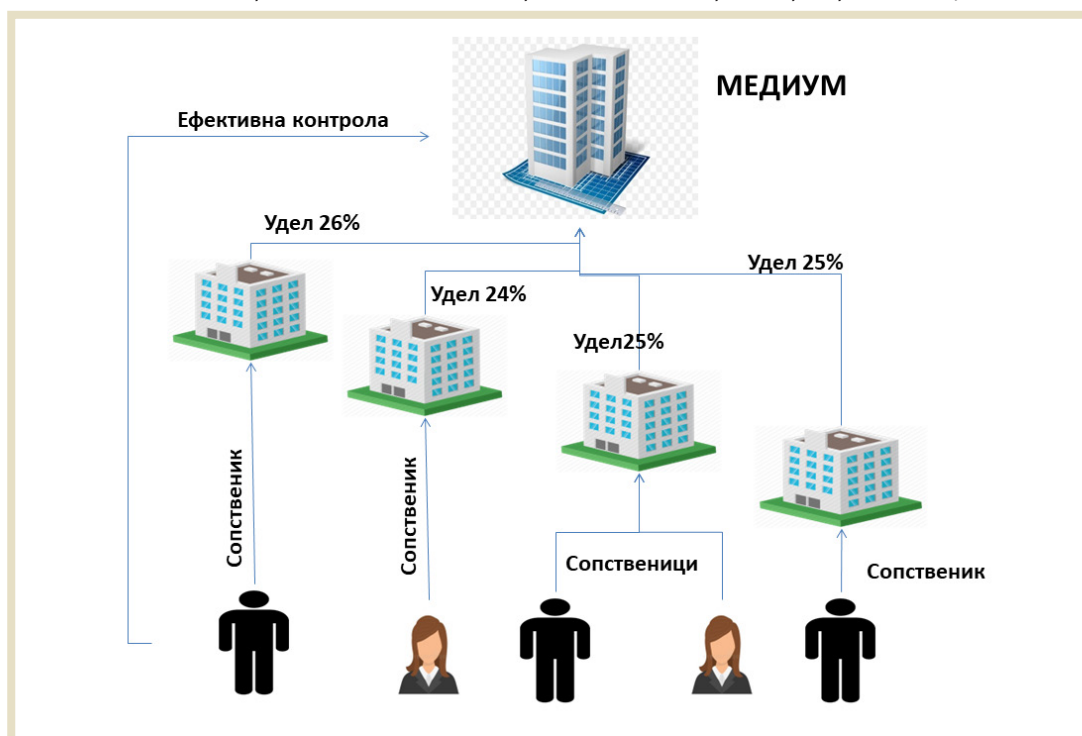 МЕДИУМ
Ефективна контрола
Удел 26%
Удел 25%
Удел 24%
Удел25%
Сопственик
Сопственик
Сопственици
Сопственик